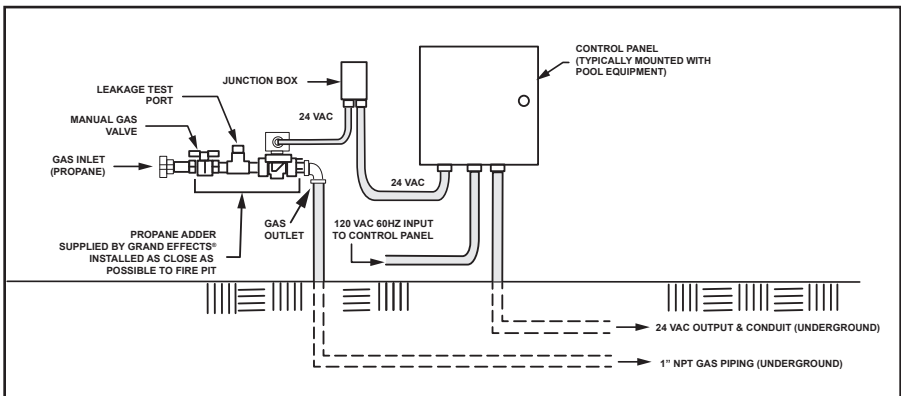 CONTROL PANEL
(TYPICALLY MOUNTED WITH
POOL EQUIPMENT)
JUNCTION BOX
LEAKAGE TEST
PORT
24 VAC
MANUAL GAS
VALVE
GAS INLET
(PROPANE)
24 VAC
GAS
OUTLET
120 VAC 60HZ INPUT
TO CONTROL PANEL
PROPANE ADDER
SUPPLIED BY GRAND EFFECTS®
INSTALLED AS CLOSE AS
POSSIBLE TO FIRE PIT
24 VAC OUTPUT & CONDUIT (UNDERGROUND)
1” NPT GAS PIPING (UNDERGROUND)